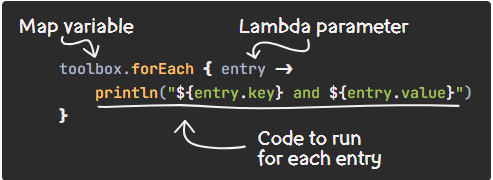 Map variable
Lambda parameter
toolbox.forEach { entry ->
println("${entry.key} and ${entry.value}")
}
Code to run
for each entry